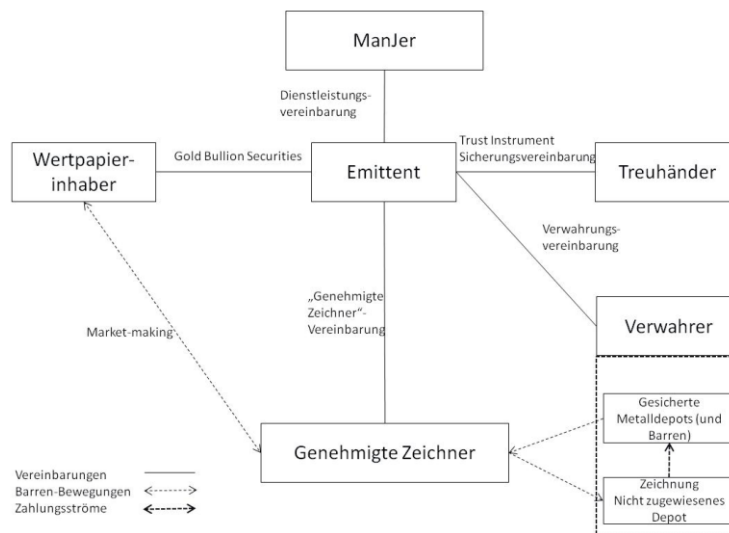 ManJer
Dienstleistungs-
vereinbarung
Wertpapier-
inhaber
Gold Bullion Securities
Emittent
Trust Instrument
Sicherungsvereinbarung
Treuhänder
Verwahrungs-
vereinbarung
„Genehmigte
Zeichner“-
Vereinbarung
Market-making
Verwahrer
Gesicherte
Metalldepots (und
Barren)
Genehmigte Zeichner
Zeichnung
Nicht zugewiesenes
Depot
Vereinbarungen
Barren-Bewegungen
Zahlungsströme